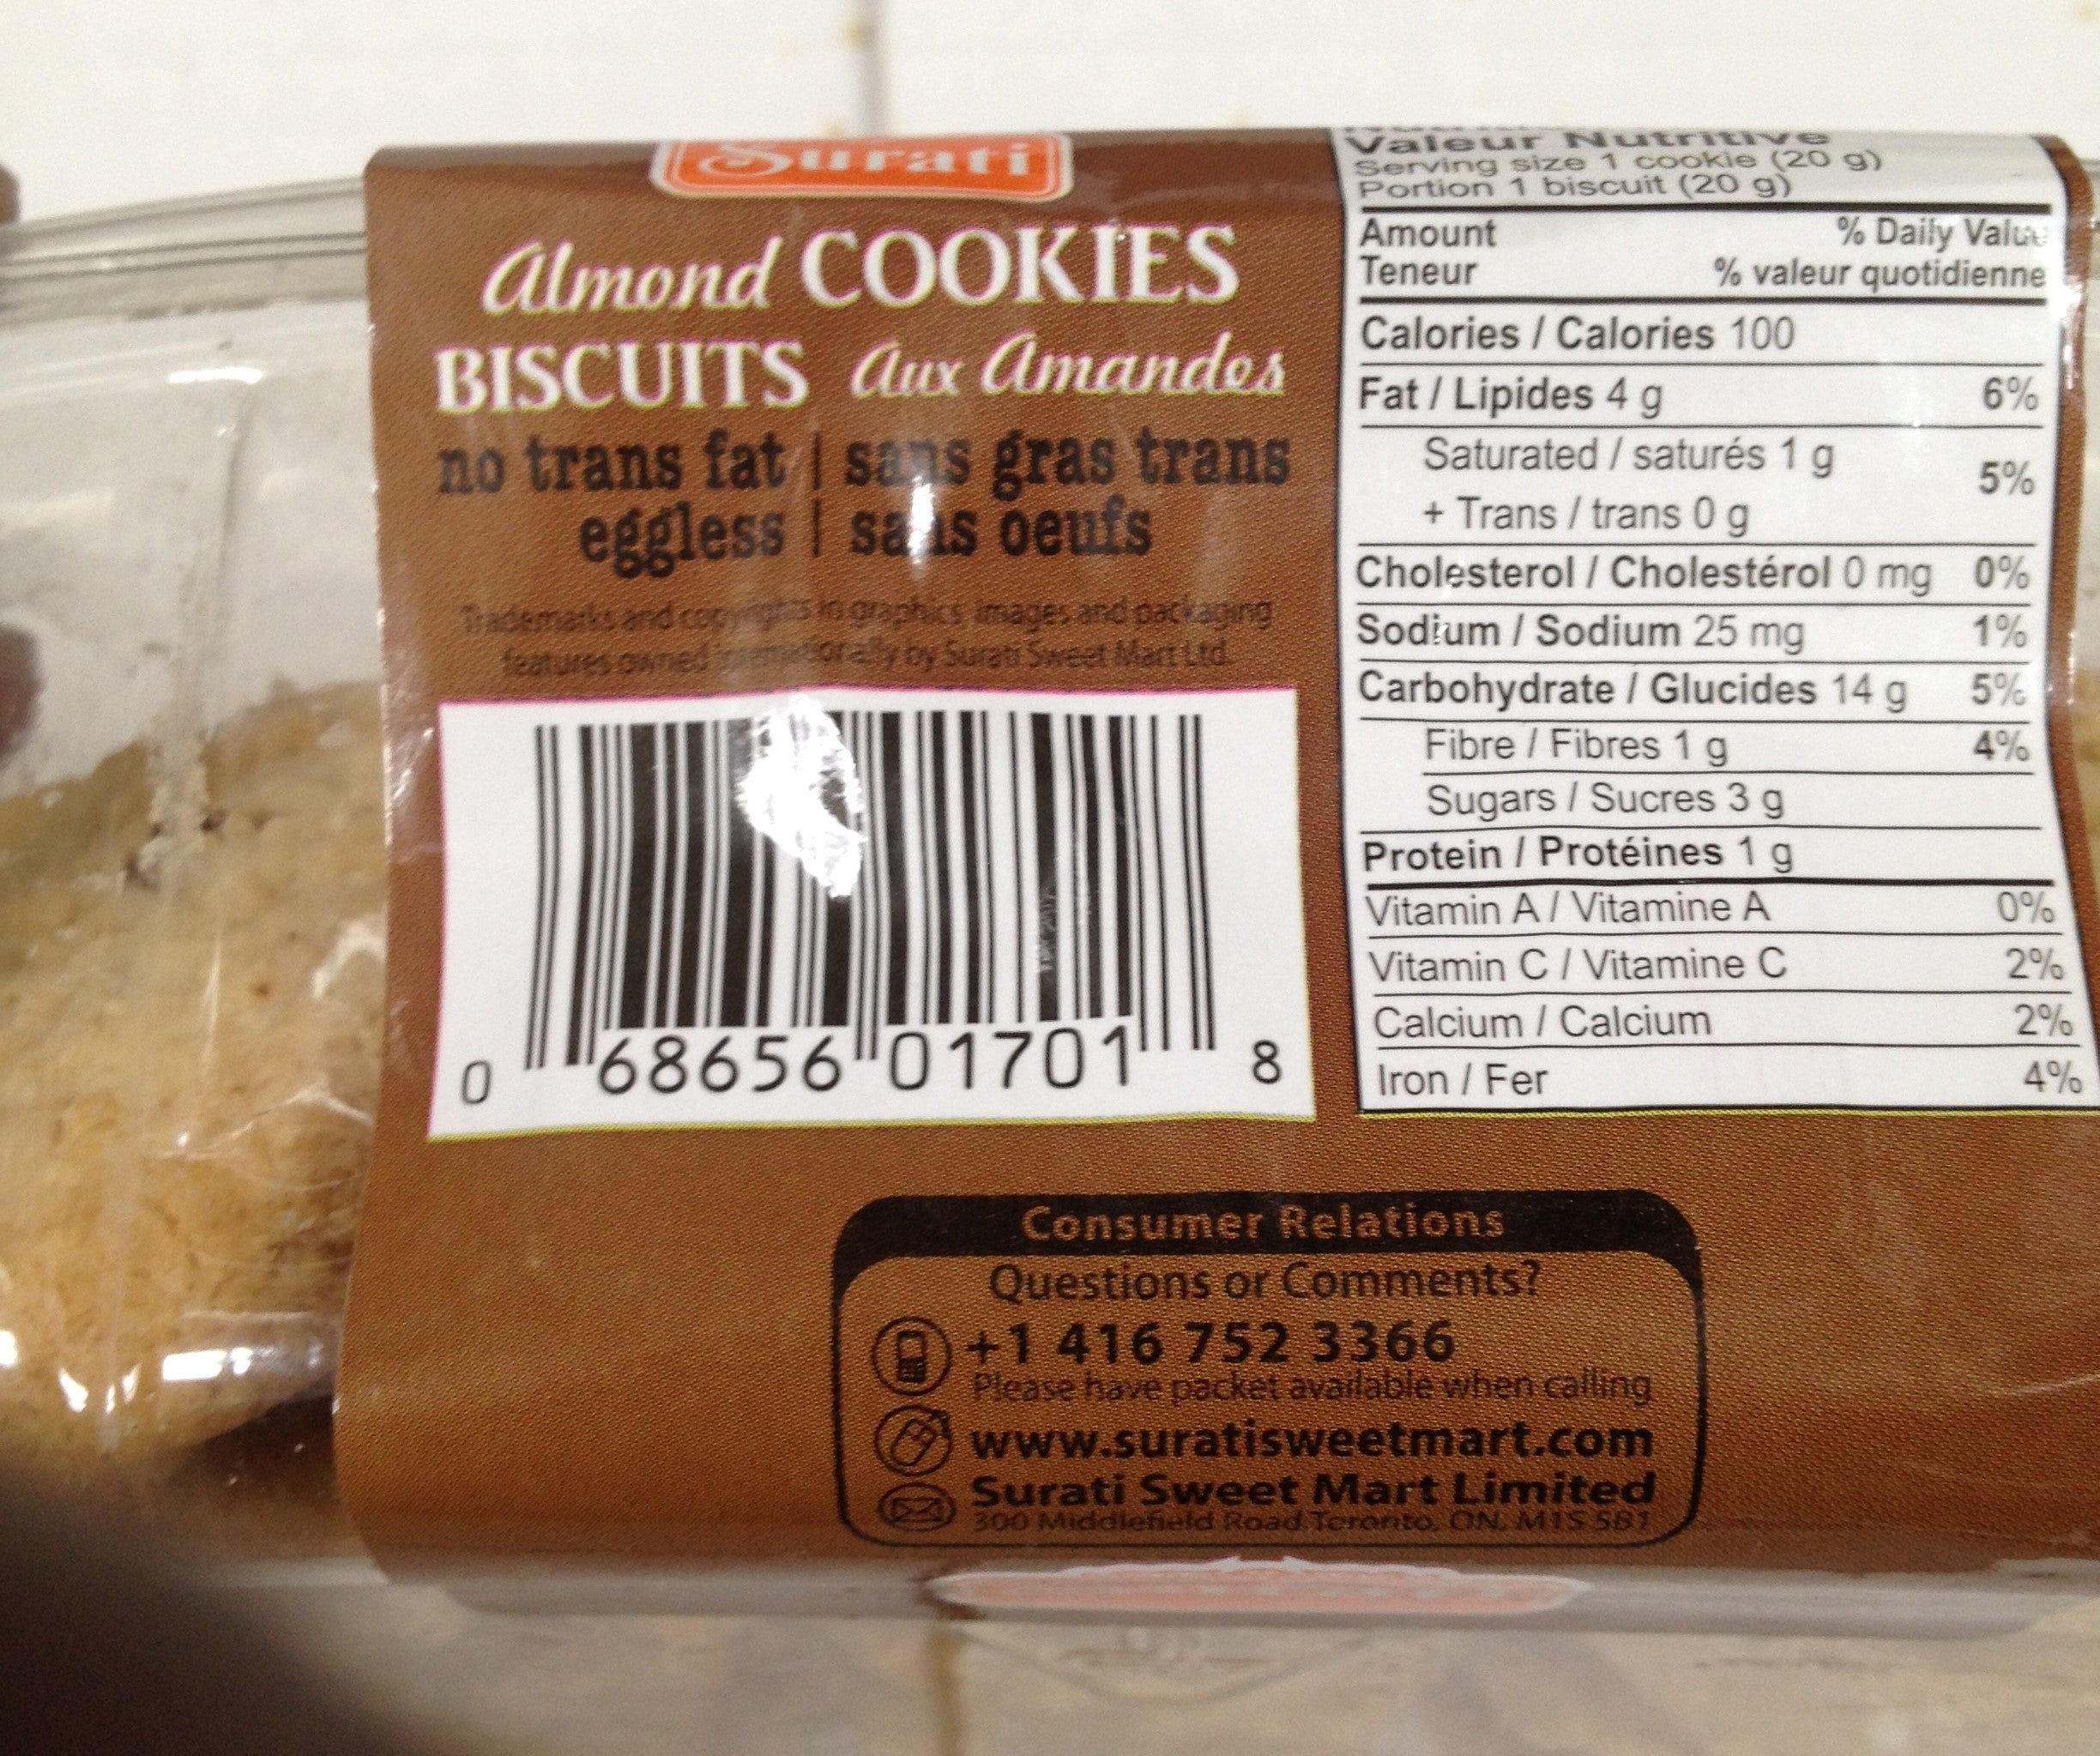 Surati
Almond COOKIES
BISCUITS Aux Amandes
no trans fat | sans gras trans
eggless | sans oeufs
Trademarks and copyrights in graphics images and packaging
features owned internationally by Surati Sweet Mart Ltd.
0 68656 01701 8
Valeur Nutritive
Serving size 1 cookie (20 g)
Portion 1 biscuit (20 g)
Amount % Daily Value
Teneur % valeur quotidienne
Calories / Calories 100
Fat / Lipides 4 g 6%
Saturated / saturés 1 g 5%
+ Trans / trans 0 g
Cholesterol / Cholestérol 0 mg 0%
Sodium / Sodium 25 mg 1%
Carbohydrate / Glucides 14 g 5%
Fibre / Fibres 1 g 4%
Sugars / Sucres 3 g
Protein / Protéines 1 g
Vitamin A / Vitamine A 0%
Vitamin C / Vitamine C 2%
Calcium / Calcium 2%
Iron / Fer 4%
Consumer Relations
Questions or Comments?
+1 416 752 3366
Please have packet available when calling
www.suratisweetmart.com
Surati Sweet Mart Limited
300 Middlefield Road, Toronto, ON, M1S 5B1